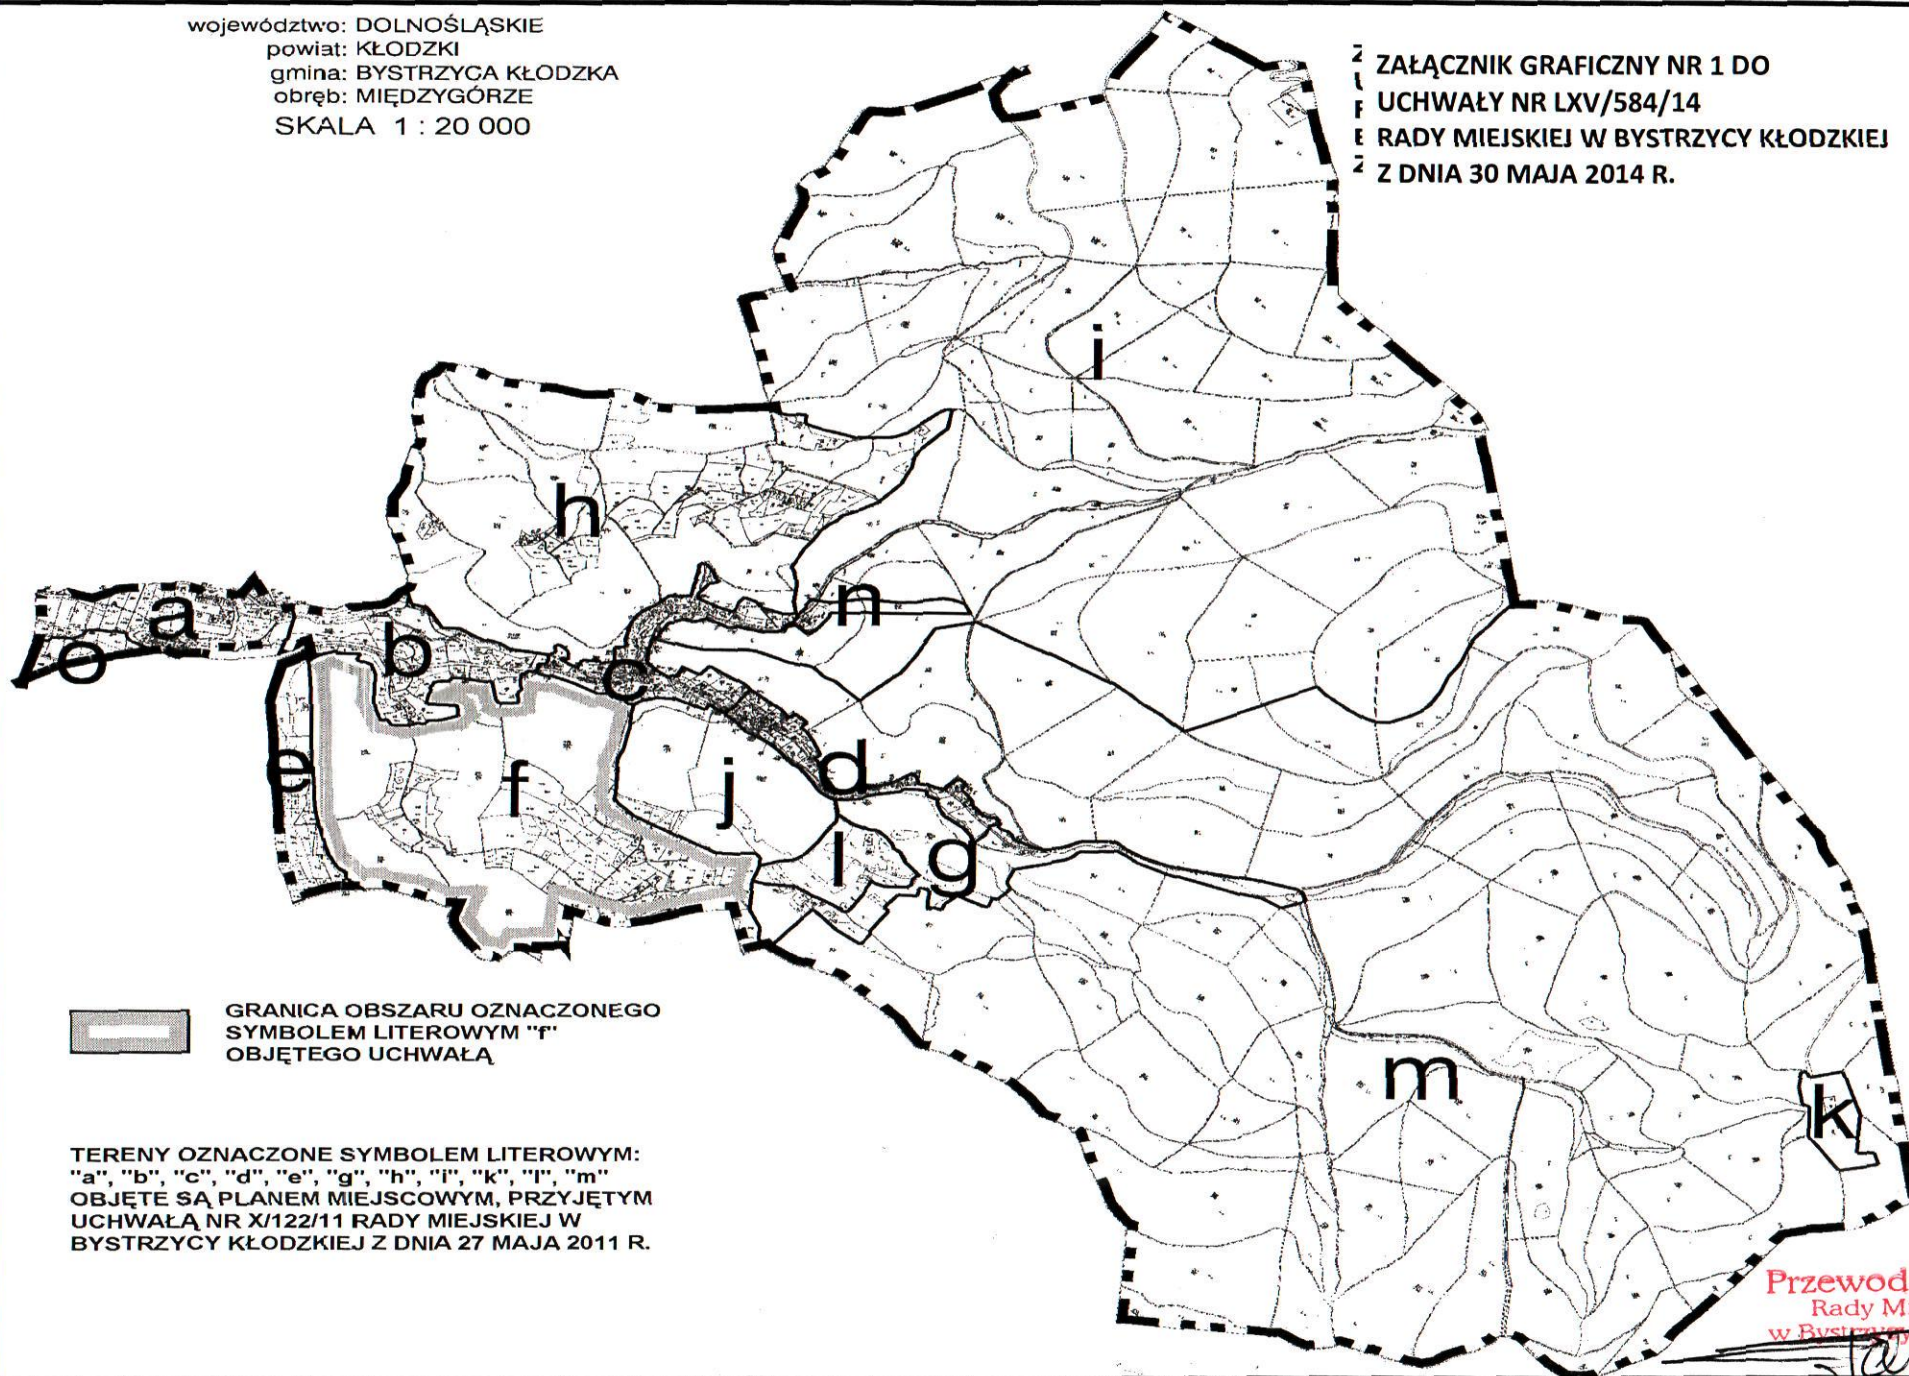 województwo: DOLNOŚLĄSKIE
powiat: KŁODZKI
gmina: BYSTRZYCA KŁODZKA
obręb: MIĘDZYGÓRZE
SKALA 1 : 20 000
ZAŁĄCZNIK GRAFICZNY NR 1 DO
UCHWAŁY NR LXV/584/14
RADY MIEJSKIEJ W BYSTRZYCY KŁODZKIEJ
Z DNIA 30 MAJA 2014 R.
i
h
n
a
b
o
c
e
f
j
d
l
g
m
k
GRANICA OBSZARU OZNACZONEGO
SYMBOLEM LITEROWYM "f"
OBJĘTEGO UCHWAŁĄ
TERENY OZNACZONE SYMBOLEM LITEROWYM:
"a", "b", "c", "d", "e", "g", "h", "i", "k", "l", "m"
OBJĘTE SĄ PLANEM MIEJSCOWYM, PRZYJĘTYM
UCHWAŁĄ NR X/122/11 RADY MIEJSKIEJ W
BYSTRZYCY KŁODZKIEJ Z DNIA 27 MAJA 2011 R.
Przewod
Rady M
w Bystrzycy